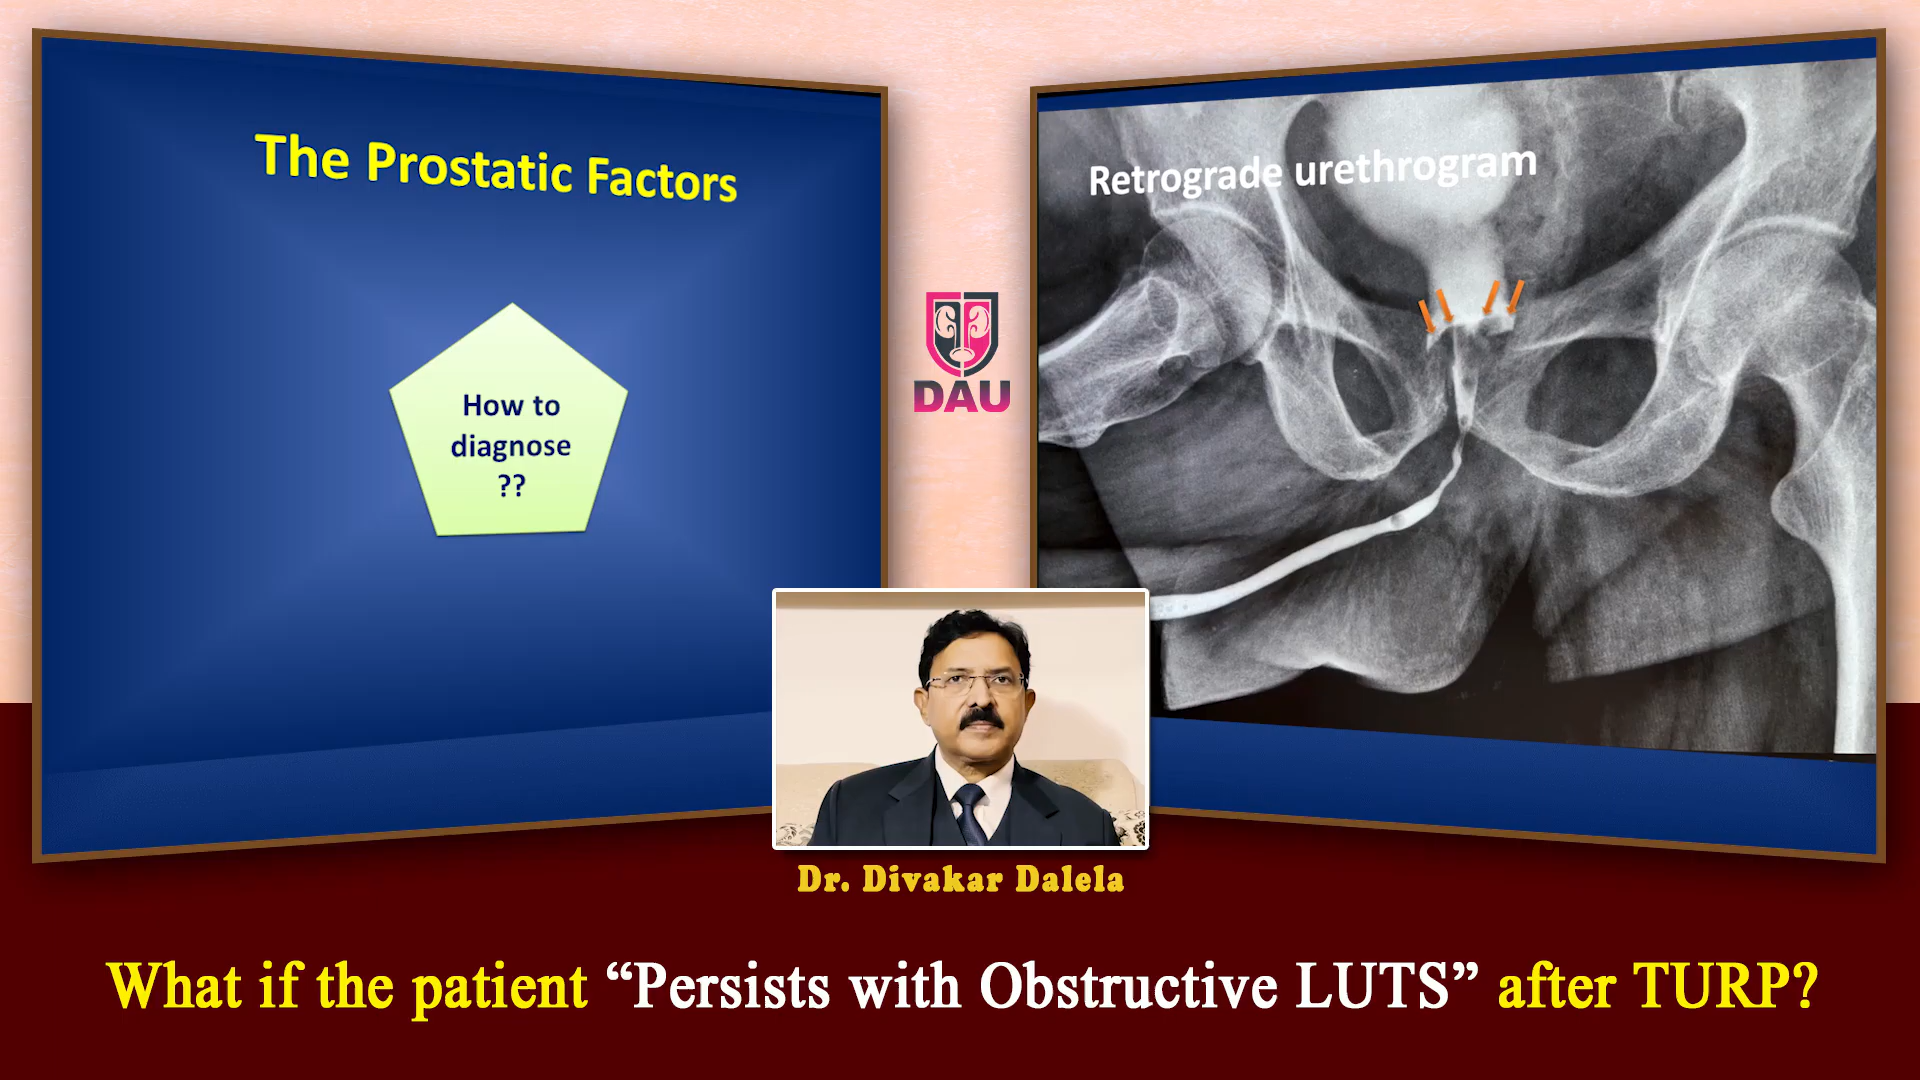 The Prostatic Factors
How to
diagnose
??
DAU
Retrograde urethrogram
Dr. Divakar Dalela
What if the patient “Persists with Obstructive LUTS” after TURP?